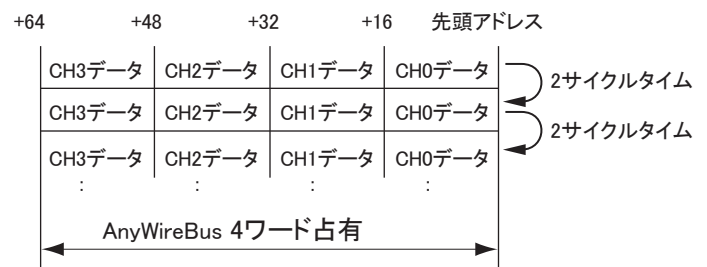 +64 +48 +32 +16 先頭アドレス
CH3データ CH2データ CH1データ CH0データ
2サイクルタイム
CH3データ CH2データ CH1データ CH0データ
2サイクルタイム
CH3データ CH2データ CH1データ CH0データ
: : : :
AnyWireBus 4ワード占有